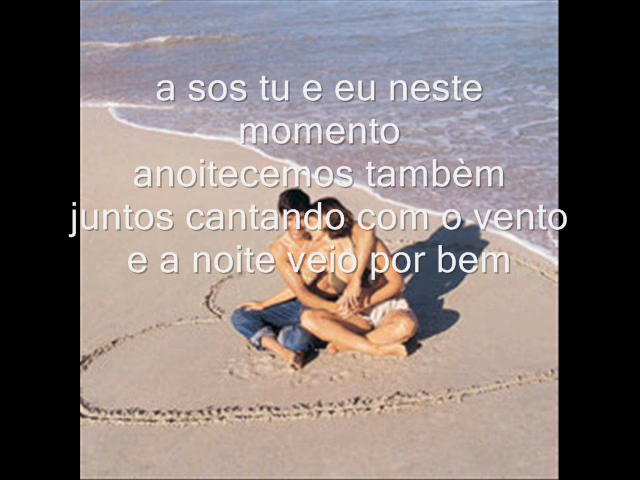 a sos tu e eu neste
momento
anoitecemos tambèm
juntos cantando com o vento
e a noite veio por bem